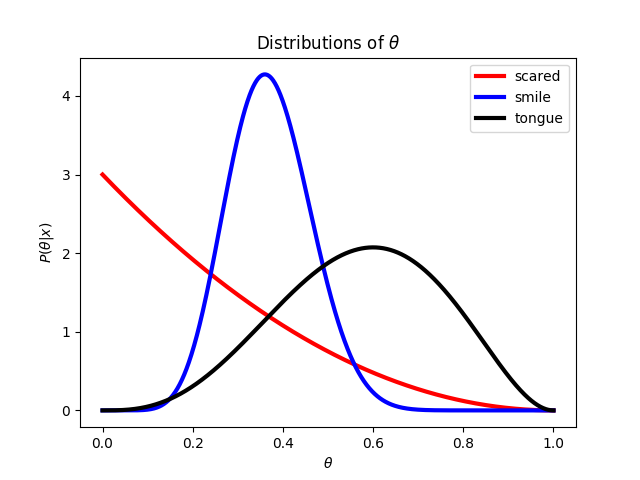 Distributions of θ
scared
smile
tongue
P(θ|x)
4
3
2
1
0
0.0 0.2 0.4 0.6 0.8 1.0
θ